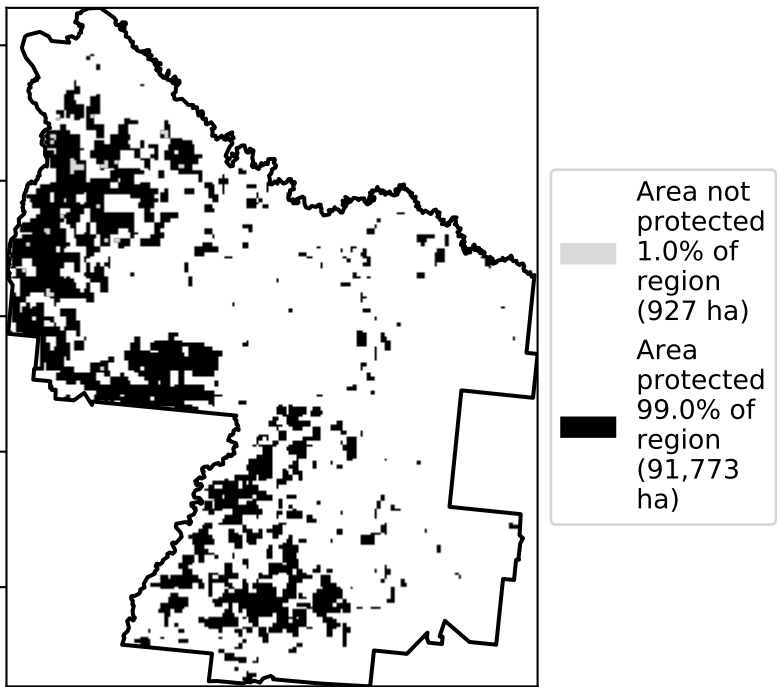 Area not
protected
1.0% of
region
(927 ha)
Area
protected
99.0% of
region
(91,773
ha)